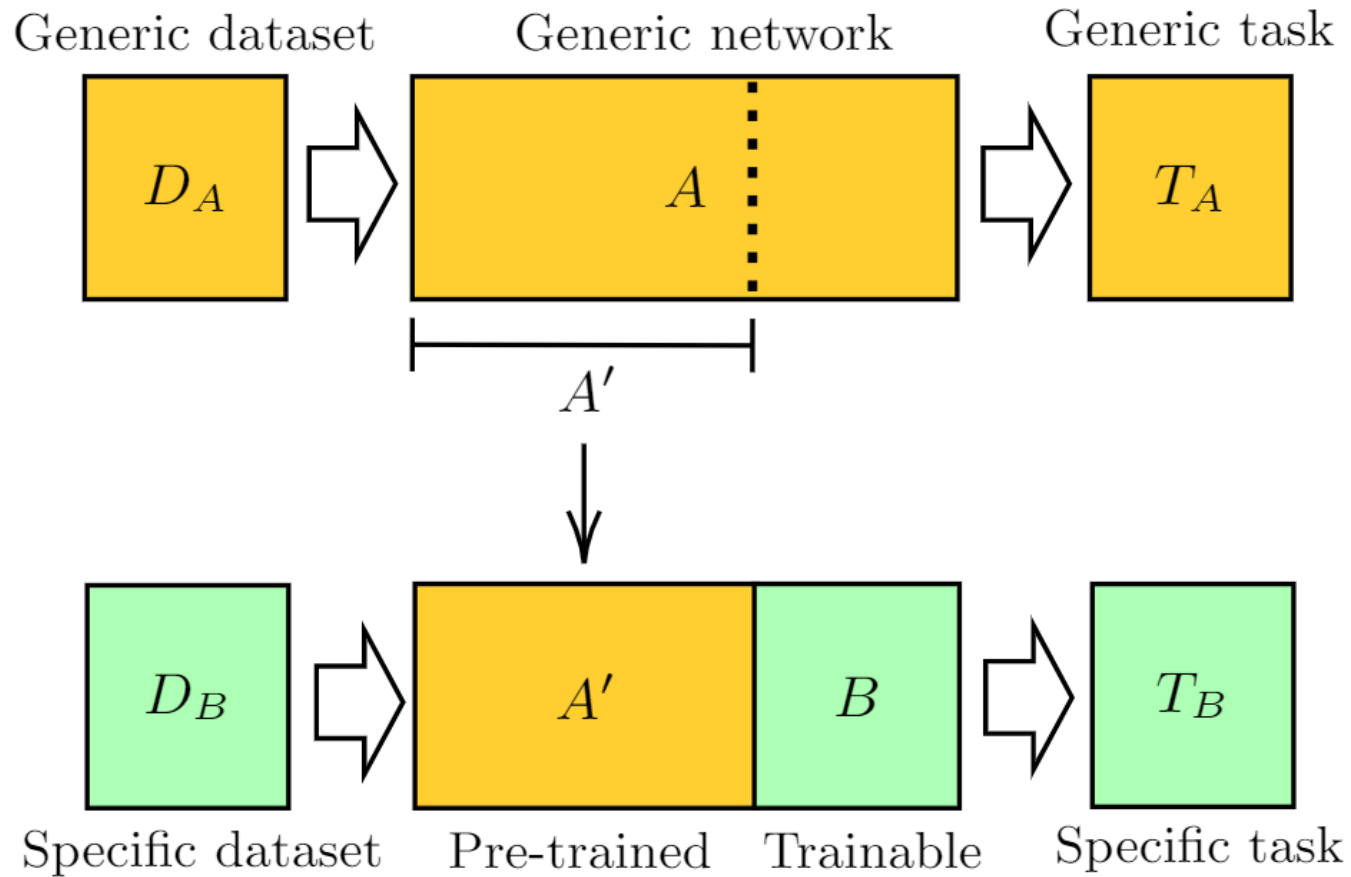 Generic dataset
Generic network
Generic task
D_A
A
T_A
A′
D_B
A′
B
T_B
Specific dataset
Pre-trained
Trainable
Specific task